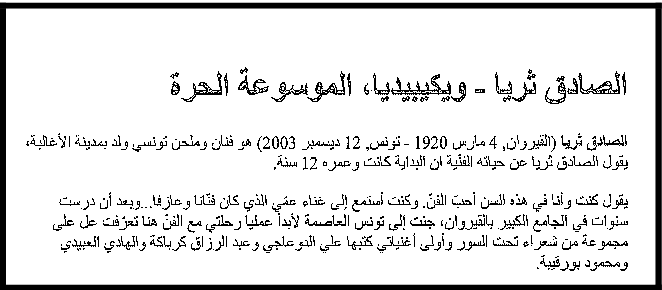 الصادق ثريا - ويكيبيديا، الموسوعة الحرة
الصادق ثريا (القيروان, 4 مارس 1920 - تونس, 12 ديسمبر 2003) هو فنان وملحن تونسي ولد بمدينة الأغالبة،
يقول الصادق ثريا عن حياته الفنّية ان البداية كانت وعمره 12 سنة.
يقول كنت وأنا في هذه السن أحبّ الفنّ. وكنت أستمع إلى غناء عمّي الذي كان فنّانا وعازفا...وبعد أن درست
سنوات في الجامع الكبير بالقيروان، جئت إلى تونس العاصمة لأبدأ عمليا رحلتي مع الفنّ هنا تعرّفت عل على
مجموعة من شعراء تحت السور وأولى أغنياتي كتبها علي الدوعاجي وعبد الرزاق كرباكة والهادي العبيدي
ومحمود بورقيبة.